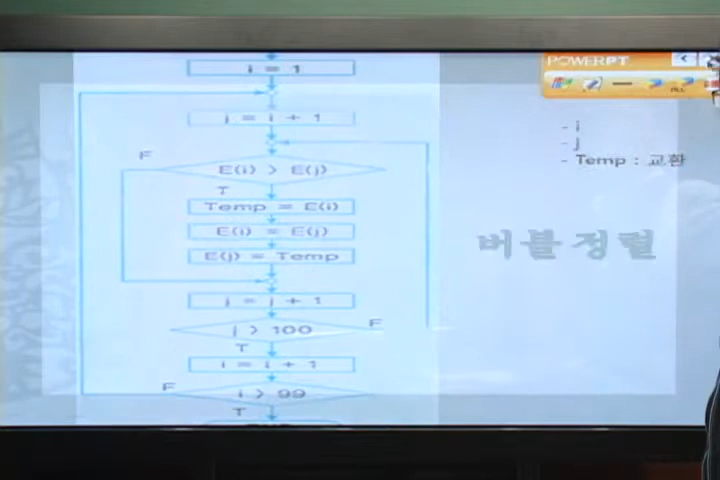 POWERPT
i = 1
j = i + 1
F
E(i) > E(j)
T
Temp = E(i)
E(i) = E(j)
E(j) = Temp
j = j + 1
j > 100
F
T
i = i + 1
F
i > 99
T
- i
- j
- Temp : 교환
버블 정렬